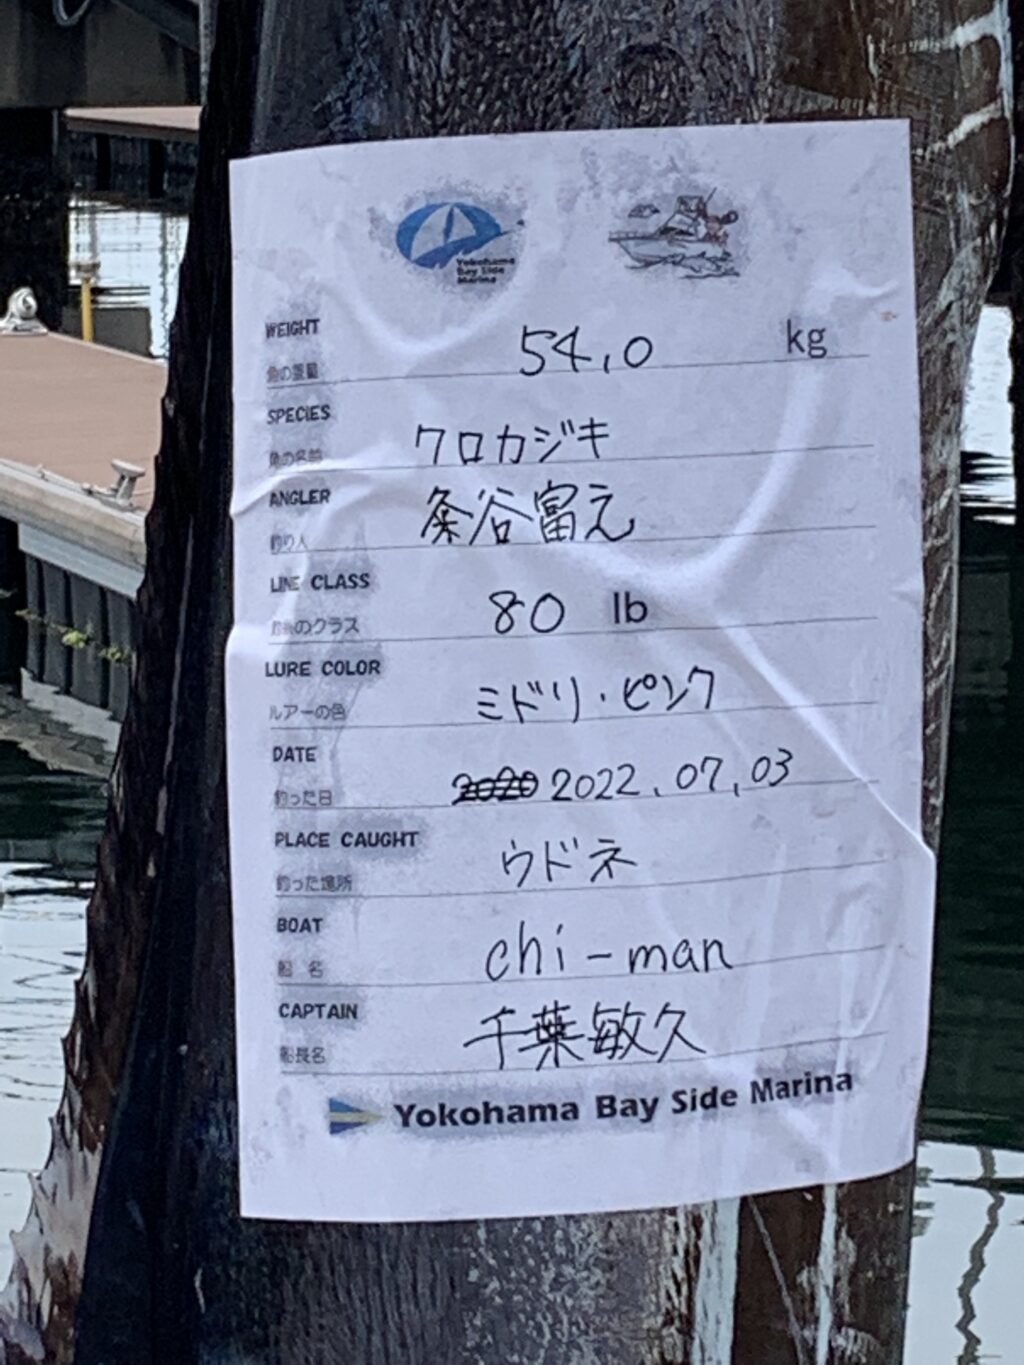 Yokohama
Bay Side
Marina
WEIGHT
魚の重量
54.0 kg
SPECIES
魚の名前
クロカジキ
ANGLER
釣り人
粂谷富え
LINE CLASS
釣糸のクラス
80 lb
LURE COLOR
ルアーの色
ミドリ・ピンク
DATE
釣った日
2020 2022.07.03
PLACE CAUGHT
釣った場所
ウドネ
BOAT
船 名
chi-man
CAPTAIN
船長名
千葉敏久
Yokohama Bay Side Marina